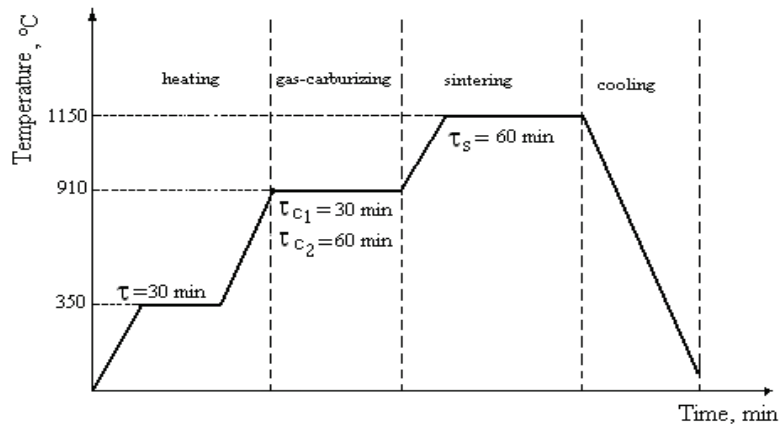 Temperature, ºC
heating
gas-carburizing
sintering
cooling
1150
τs = 60 min
910
τc1 = 30 min
τc2 = 60 min
350
τ = 30 min
Time, min